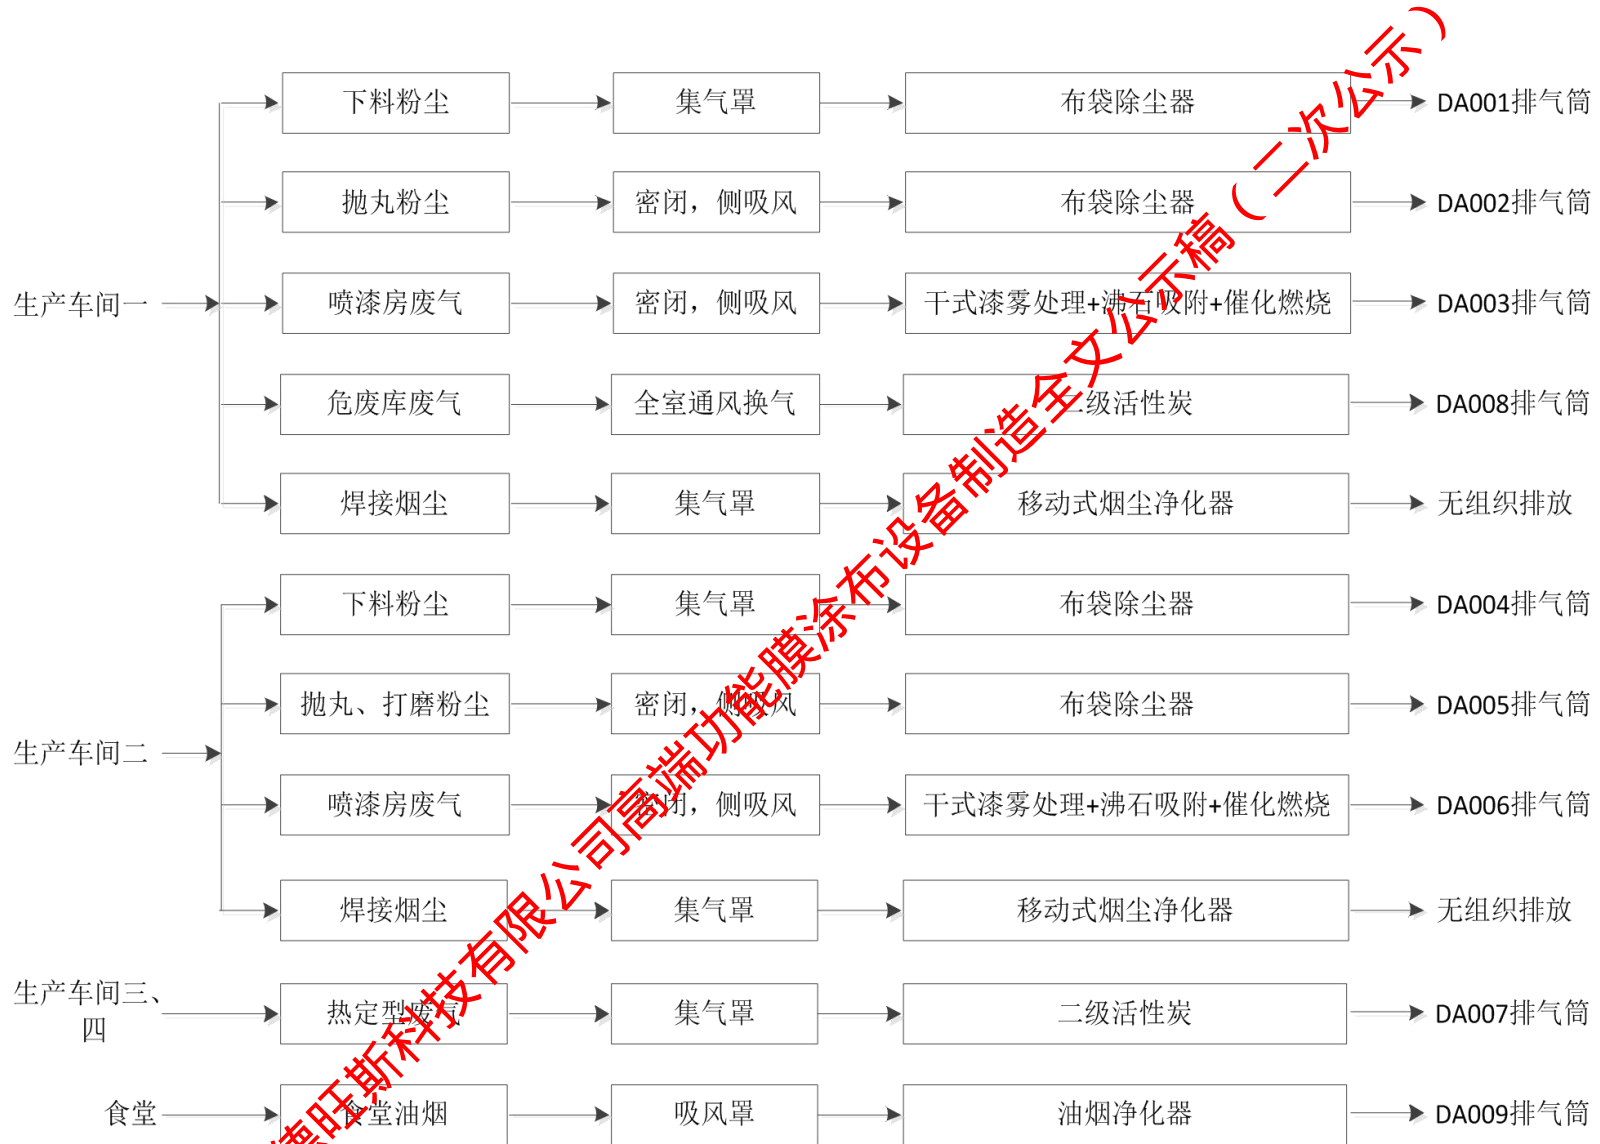 下料粉尘 集气罩 布袋除尘器 DA001排气筒
抛丸粉尘 密闭，侧吸风 布袋除尘器 DA002排气筒
生产车间一 喷漆房废气 密闭，侧吸风 干式漆雾处理+沸石吸附+催化燃烧 DA003排气筒
危废库废气 全室通风换气 二级活性炭 DA008排气筒
焊接烟尘 集气罩 移动式烟尘净化器 无组织排放
下料粉尘 集气罩 布袋除尘器 DA004排气筒
抛丸、打磨粉尘 密闭，侧吸风 布袋除尘器 DA005排气筒
生产车间二
喷漆房废气 密闭，侧吸风 干式漆雾处理+沸石吸附+催化燃烧 DA006排气筒
焊接烟尘 集气罩 移动式烟尘净化器 无组织排放
生产车间三、
四
热定型废气 集气罩 二级活性炭 DA007排气筒
食堂 食堂油烟 吸风罩 油烟净化器 DA009排气筒
德旺斯科技有限公司高端功能膜涂布设备制造全文公示稿（二次公示）